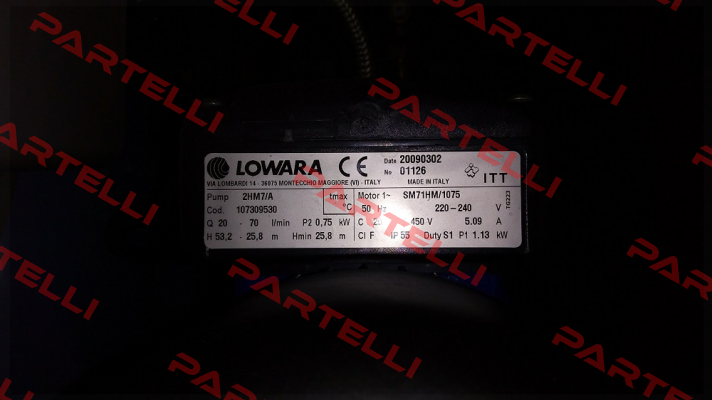 LOWARA CE Date 20090302
No 01126
VIA LOMBARDI 14 - 36075 MONTECCHIO MAGGIORE (VI) - ITALY MADE IN ITALY ITT
Pump 2HM7/A tmax Motor 1~ SM71HM/1075
Cod. 107309530 °C 50 Hz 220-240 V
Q 20 - 70 l/min P2 0,75 kW C 20 450 V 5.09 A
H 53,2 - 25,8 m Hmin 25,8 m Cl F IP 55 Duty S1 P1 1.13 kW
PARTELLI
PARTELLI
PARTELLI
PARTELLI
PARTELLI
PARTELLI
PARTELLI
PARTELLI